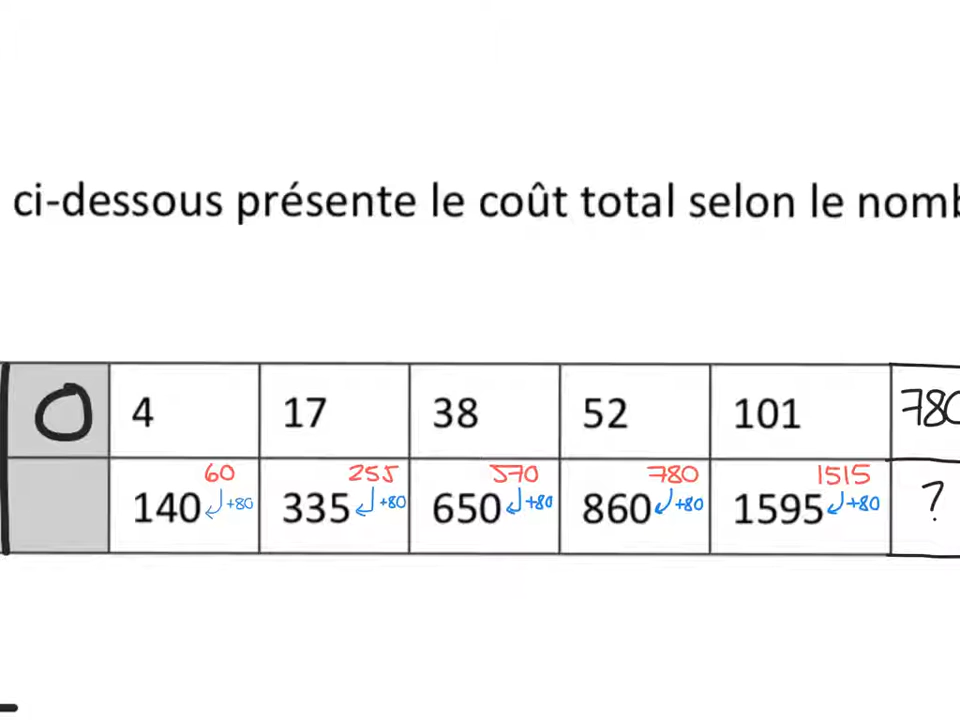 ci-dessous présente le coût total selon le
0 4 17 38 52 101 780
60 255 570 780 1515
140 +80 335 +80 650 +80 860 +80 1595 +80 ?